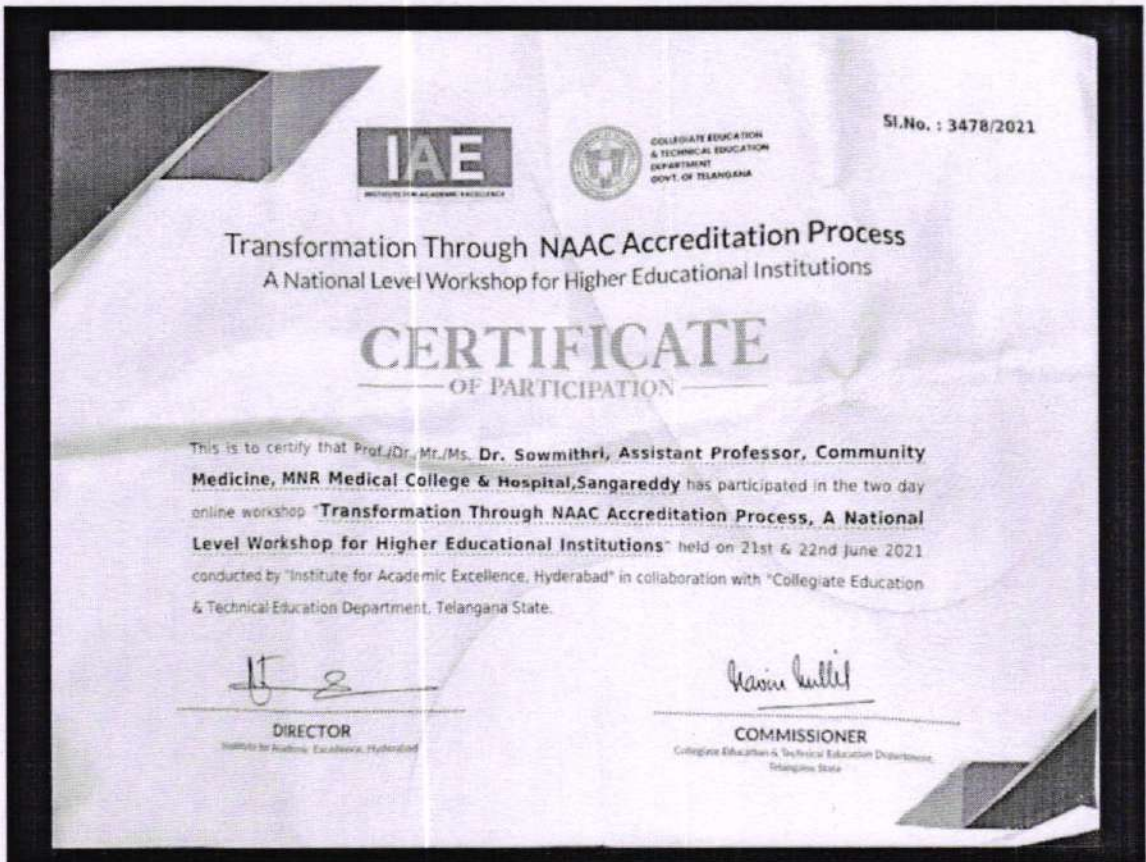 Sl.No. : 3478/2021
IAE
INSTITUTE FOR ACADEMIC EXCELLENCE
COLLEGIATE EDUCATION
& TECHNICAL EDUCATION
DEPARTMENT
GOVT. OF TELANGANA
Transformation Through NAAC Accreditation Process
A National Level Workshop for Higher Educational Institutions
CERTIFICATE
OF PARTICIPATION
This is to certify that Prof./Dr./Mr./Ms. Dr. Sowmithri, Assistant Professor, Community
Medicine, MNR Medical College & Hospital,Sangareddy has participated in the two day
online workshop "Transformation Through NAAC Accreditation Process, A National
Level Workshop for Higher Educational Institutions" held on 21st & 22nd June 2021
conducted by "Institute for Academic Excellence, Hyderabad" in collaboration with "Collegiate Education
& Technical Education Department, Telangana State.
DIRECTOR
Institute for Academic Excellence, Hyderabad
COMMISSIONER
Collegiate Education & Technical Education Department,
Telangana State